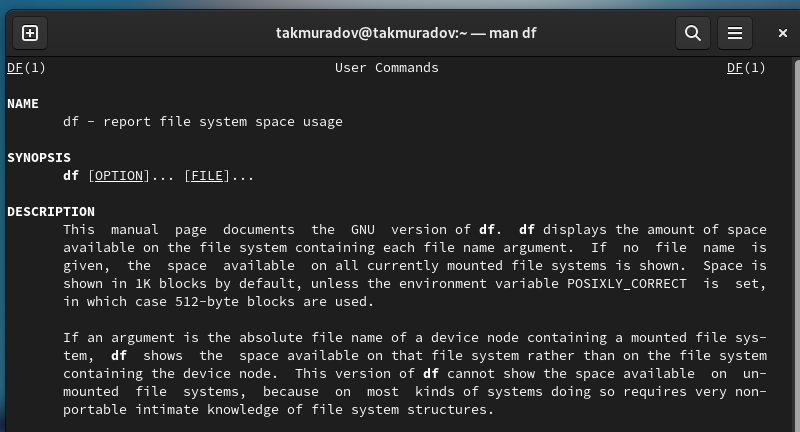 takmuradov@takmuradov:~ — man df
DF(1) User Commands DF(1)
NAME
df - report file system space usage
SYNOPSIS
df [OPTION]... [FILE]...
DESCRIPTION
This manual page documents the GNU version of df. df displays the amount of space
available on the file system containing each file name argument. If no file name is
given, the space available on all currently mounted file systems is shown. Space is
shown in 1K blocks by default, unless the environment variable POSIXLY_CORRECT is set,
in which case 512-byte blocks are used.
If an argument is the absolute file name of a device node containing a mounted file sys-
tem, df shows the space available on that file system rather than on the file system
containing the device node. This version of df cannot show the space available on un-
mounted file systems, because on most kinds of systems doing so requires very non-
portable intimate knowledge of file system structures.